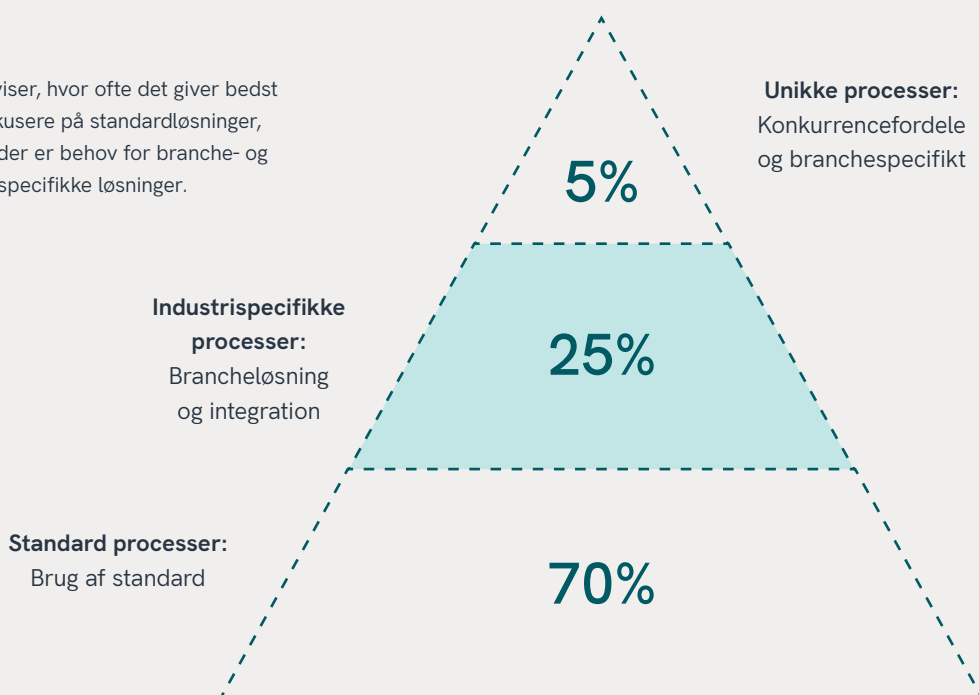 viser, hvor ofte det giver bedst
kusere på standardløsninger,
der er behov for branche- og
specifikke løsninger.
Unikke processer:
Konkurrencefordele
og branchespecifikt
5%
Industrispecifikke
processer:
Brancheløsning
og integration
25%
Standard processer:
Brug af standard
70%